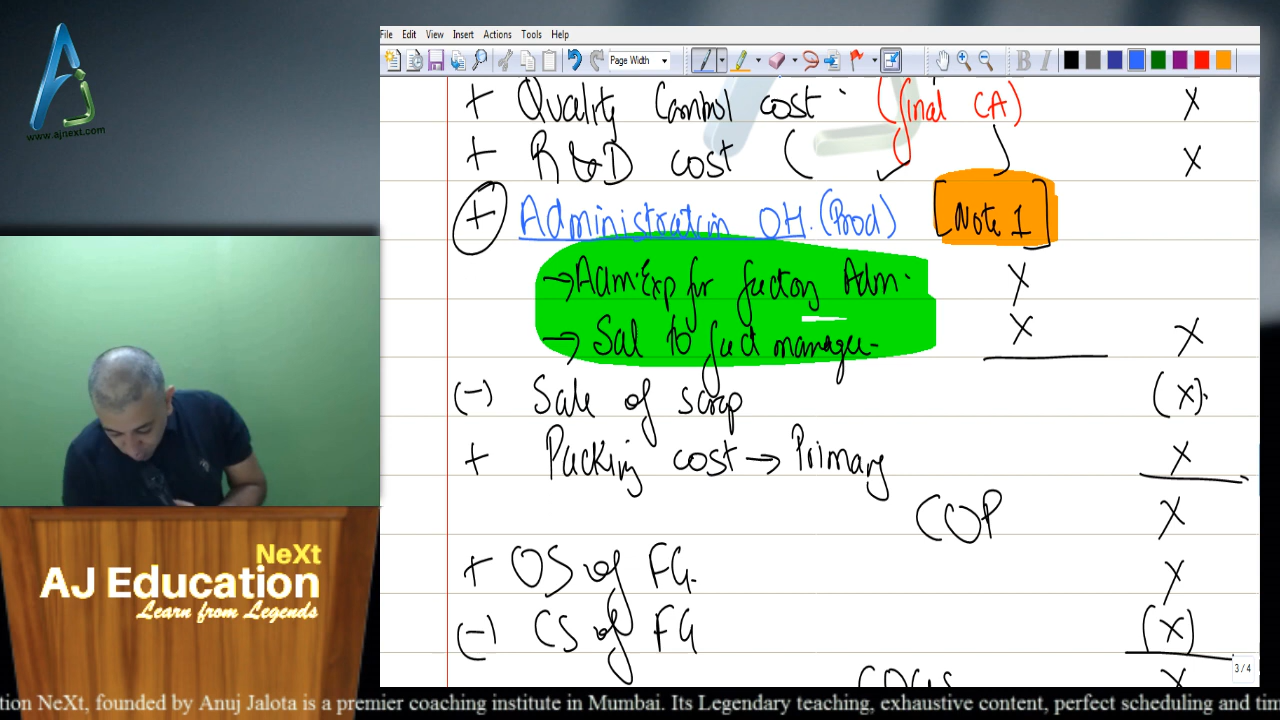 www.ajnext.com
File Edit View Insert Actions Tools Help
Page Width
B I
+ Quality Control cost (final CA) X
+ R&D cost ( ) X
+ Administration OH. (Prod) [Note 1]
→ Adm. Exp for factory Adm. X
→ Sal to fact manager X X
(-) Sale of scrap (X)
+ Packing cost → Primary X
COP X
+ OS of FG. X
(-) CS of FG (X)
COGS X
3 / 4
NeXt
AJ Education
Learn from Legends
tion NeXt, founded by Anuj Jalota is a premier coaching institute in Mumbai. Its Legendary teaching, exhaustive content, perfect scheduling and tim